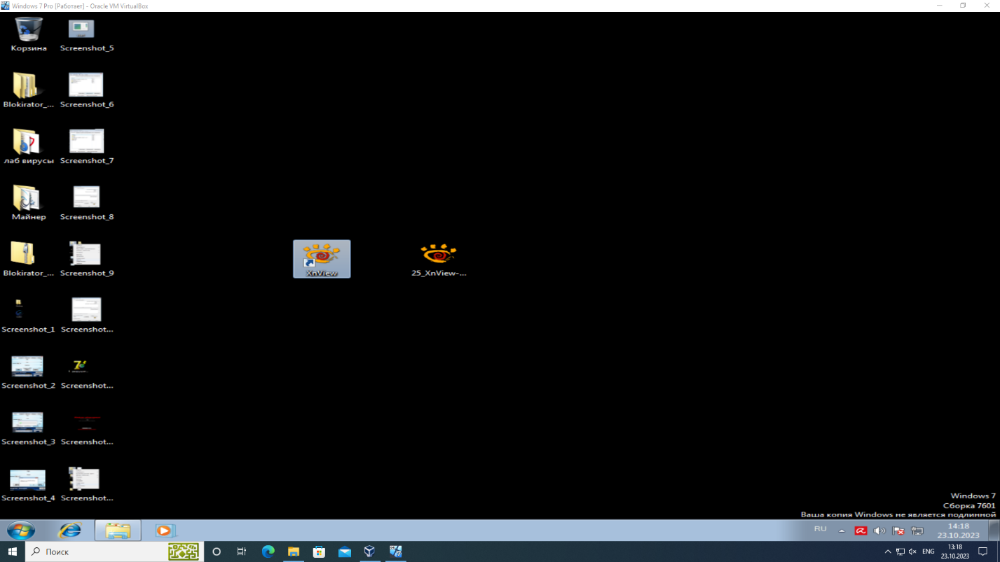 Windows 7 Pro [Работает] - Oracle VM VirtualBox
Корзина
Screenshot_5
Blokirator_...
Screenshot_6
лаб вирусы
Screenshot_7
Майнер
Screenshot_8
Blokirator_...
Screenshot_9
XnView
25_XnView-...
Screenshot_1
Screenshot...
Screenshot_2
Screenshot...
Screenshot_3
Screenshot...
Screenshot_4
Screenshot...
Windows 7
Сборка 7601
Ваша копия Windows не является подлинной
RU
14:18
23.10.2023
Поиск
ENG
13:18
23.10.2023